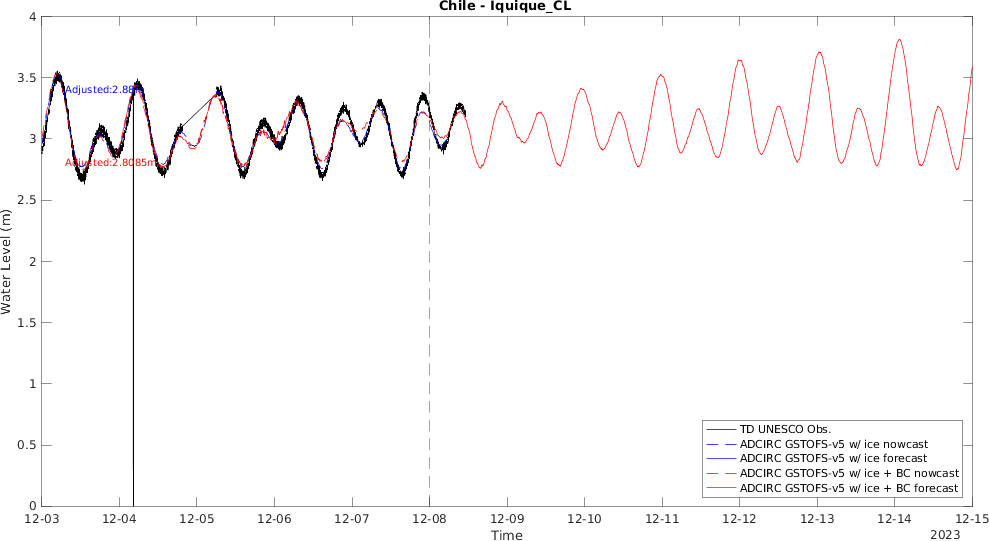 Chile - Iquique_CL
4
3.5
3
2.5
2
1.5
1
0.5
0
Water Level (m)
Adjusted:2.88
Adjusted:2.8085m
TD UNESCO Obs.
ADCIRC GSTOFS-v5 w/ ice nowcast
ADCIRC GSTOFS-v5 w/ ice forecast
ADCIRC GSTOFS-v5 w/ ice + BC nowcast
ADCIRC GSTOFS-v5 w/ ice + BC forecast
12-03 12-04 12-05 12-06 12-07 12-08 12-09 12-10 12-11 12-12 12-13 12-14 12-15
Time
2023